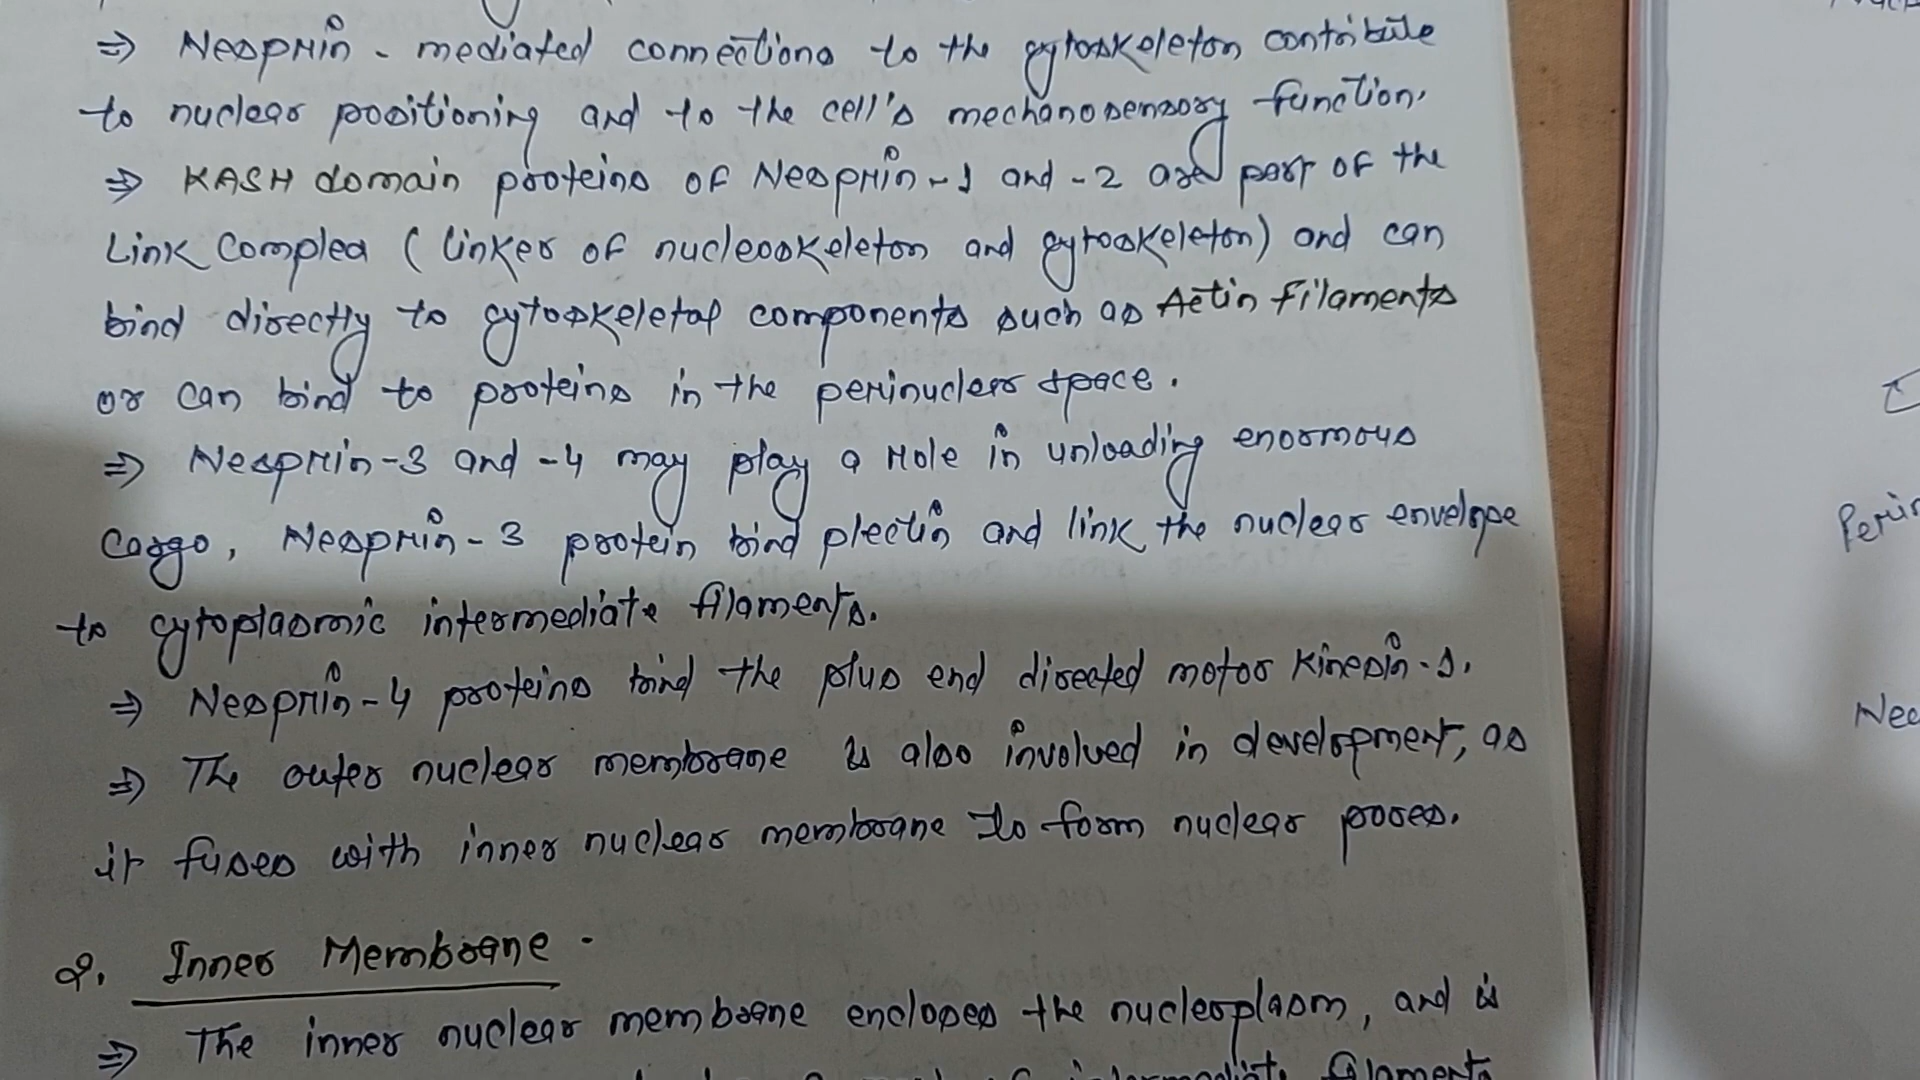 ⇒ Nesprin - mediated connections to the cytoskeleton contribute
to nuclear positioning and to the cell's mechanosensory function.
⇒ KASH domain proteins of Nesprin-1 and -2 are part of the
Link Complex (linker of nucleoskeleton and cytoskeleton) and can
bind directly to cytoskeletal components such as Actin filaments
or can bind to proteins in the perinuclear space.
⇒ Nesprin-3 and -4 may play a role in unloading enormous
cargo, Nesprin-3 protein bind plectin and link the nuclear envelope
to cytoplasmic intermediate filaments.
⇒ Nesprin-4 proteins bind the plus end directed motor Kinesin-1.
⇒ The outer nuclear membrane is also involved in development, as
it fuses with inner nuclear membrane to form nuclear pores.
2. Inner Membrane -
⇒ The inner nuclear membrane encloses the nucleoplasm, and is
intermediate filaments
Perin
Nec